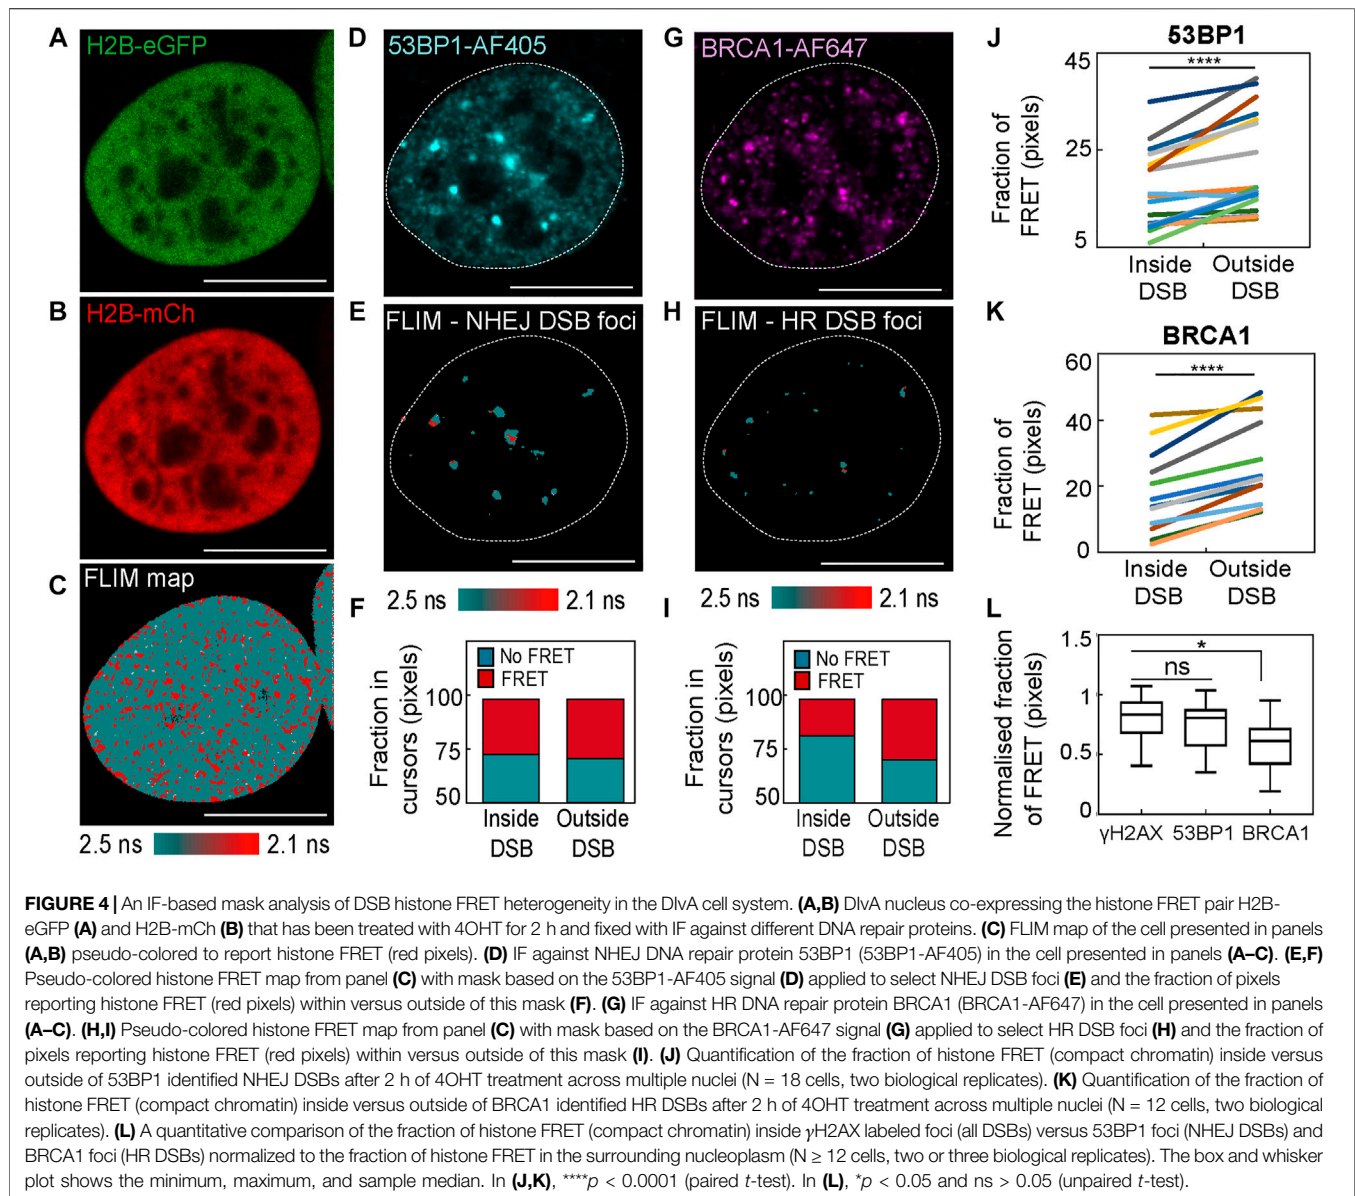 A
H2B-eGFP
B
H2B-mCh
C
FLIM map
2.5 ns
2.1 ns
D
53BP1-AF405
E
FLIM - NHEJ DSB foci
2.5 ns
2.1 ns
F
Fraction in
cursors (pixels)
No FRET
FRET
100
75
50
Inside
DSB
Outside
DSB
G
BRCA1-AF647
H
FLIM - HR DSB foci
2.5 ns
2.1 ns
I
Fraction in
cursors (pixels)
No FRET
FRET
100
75
50
Inside
DSB
Outside
DSB
J
53BP1
****
Fraction of
FRET (pixels)
45
25
5
Inside
DSB
Outside
DSB
K
BRCA1
****
Fraction of
FRET (pixels)
60
40
20
0
Inside
DSB
Outside
DSB
L
Normalised fraction
of FRET (pixels)
1.5
1
0.5
0
*
ns
γH2AX 53BP1 BRCA1
FIGURE 4 | An IF-based mask analysis of DSB histone FRET heterogeneity in the DIvA cell system. (A,B) DIvA nucleus co-expressing the histone FRET pair H2B-
eGFP (A) and H2B-mCh (B) that has been treated with 4OHT for 2 h and fixed with IF against different DNA repair proteins. (C) FLIM map of the cell presented in panels
(A,B) pseudo-colored to report histone FRET (red pixels). (D) IF against NHEJ DNA repair protein 53BP1 (53BP1-AF405) in the cell presented in panels (A–C). (E,F)
Pseudo-colored histone FRET map from panel (C) with mask based on the 53BP1-AF405 signal (D) applied to select NHEJ DSB foci (E) and the fraction of pixels
reporting histone FRET (red pixels) within versus outside of this mask (F). (G) IF against HR DNA repair protein BRCA1 (BRCA1-AF647) in the cell presented in panels
(A–C). (H,I) Pseudo-colored histone FRET map from panel (C) with mask based on the BRCA1-AF647 signal (G) applied to select HR DSB foci (H) and the fraction of
pixels reporting histone FRET (red pixels) within versus outside of this mask (I). (J) Quantification of the fraction of histone FRET (compact chromatin) inside versus
outside of 53BP1 identified NHEJ DSBs after 2 h of 4OHT treatment across multiple nuclei (N = 18 cells, two biological replicates). (K) Quantification of the fraction of
histone FRET (compact chromatin) inside versus outside of BRCA1 identified HR DSBs after 2 h of 4OHT treatment across multiple nuclei (N = 12 cells, two biological
replicates). (L) A quantitative comparison of the fraction of histone FRET (compact chromatin) inside γH2AX labeled foci (all DSBs) versus 53BP1 foci (NHEJ DSBs) and
BRCA1 foci (HR DSBs) normalized to the fraction of histone FRET in the surrounding nucleoplasm (N ≥ 12 cells, two or three biological replicates). The box and whisker
plot shows the minimum, maximum, and sample median. In (J,K), ****p < 0.0001 (paired t-test). In (L), *p < 0.05 and ns > 0.05 (unpaired t-test).